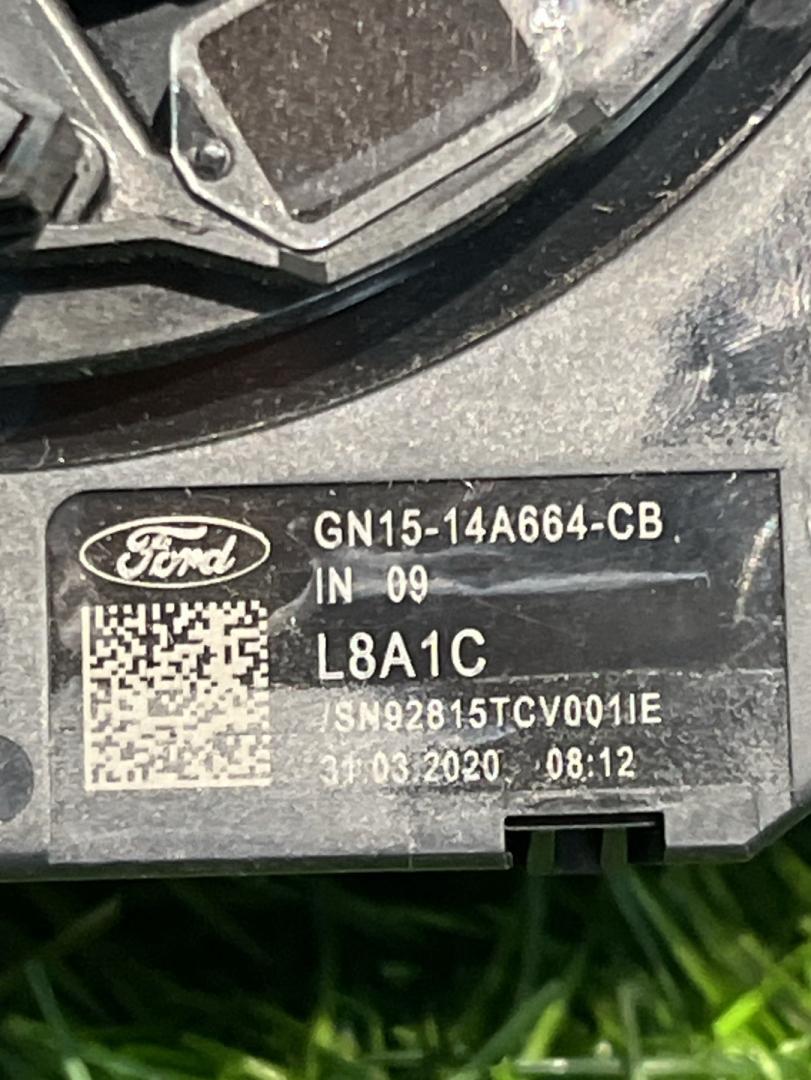 Ford
GN15-14A664-CB
IN 09
L8A1C
/SN92815TCV001IE
31.03.2020 08:12